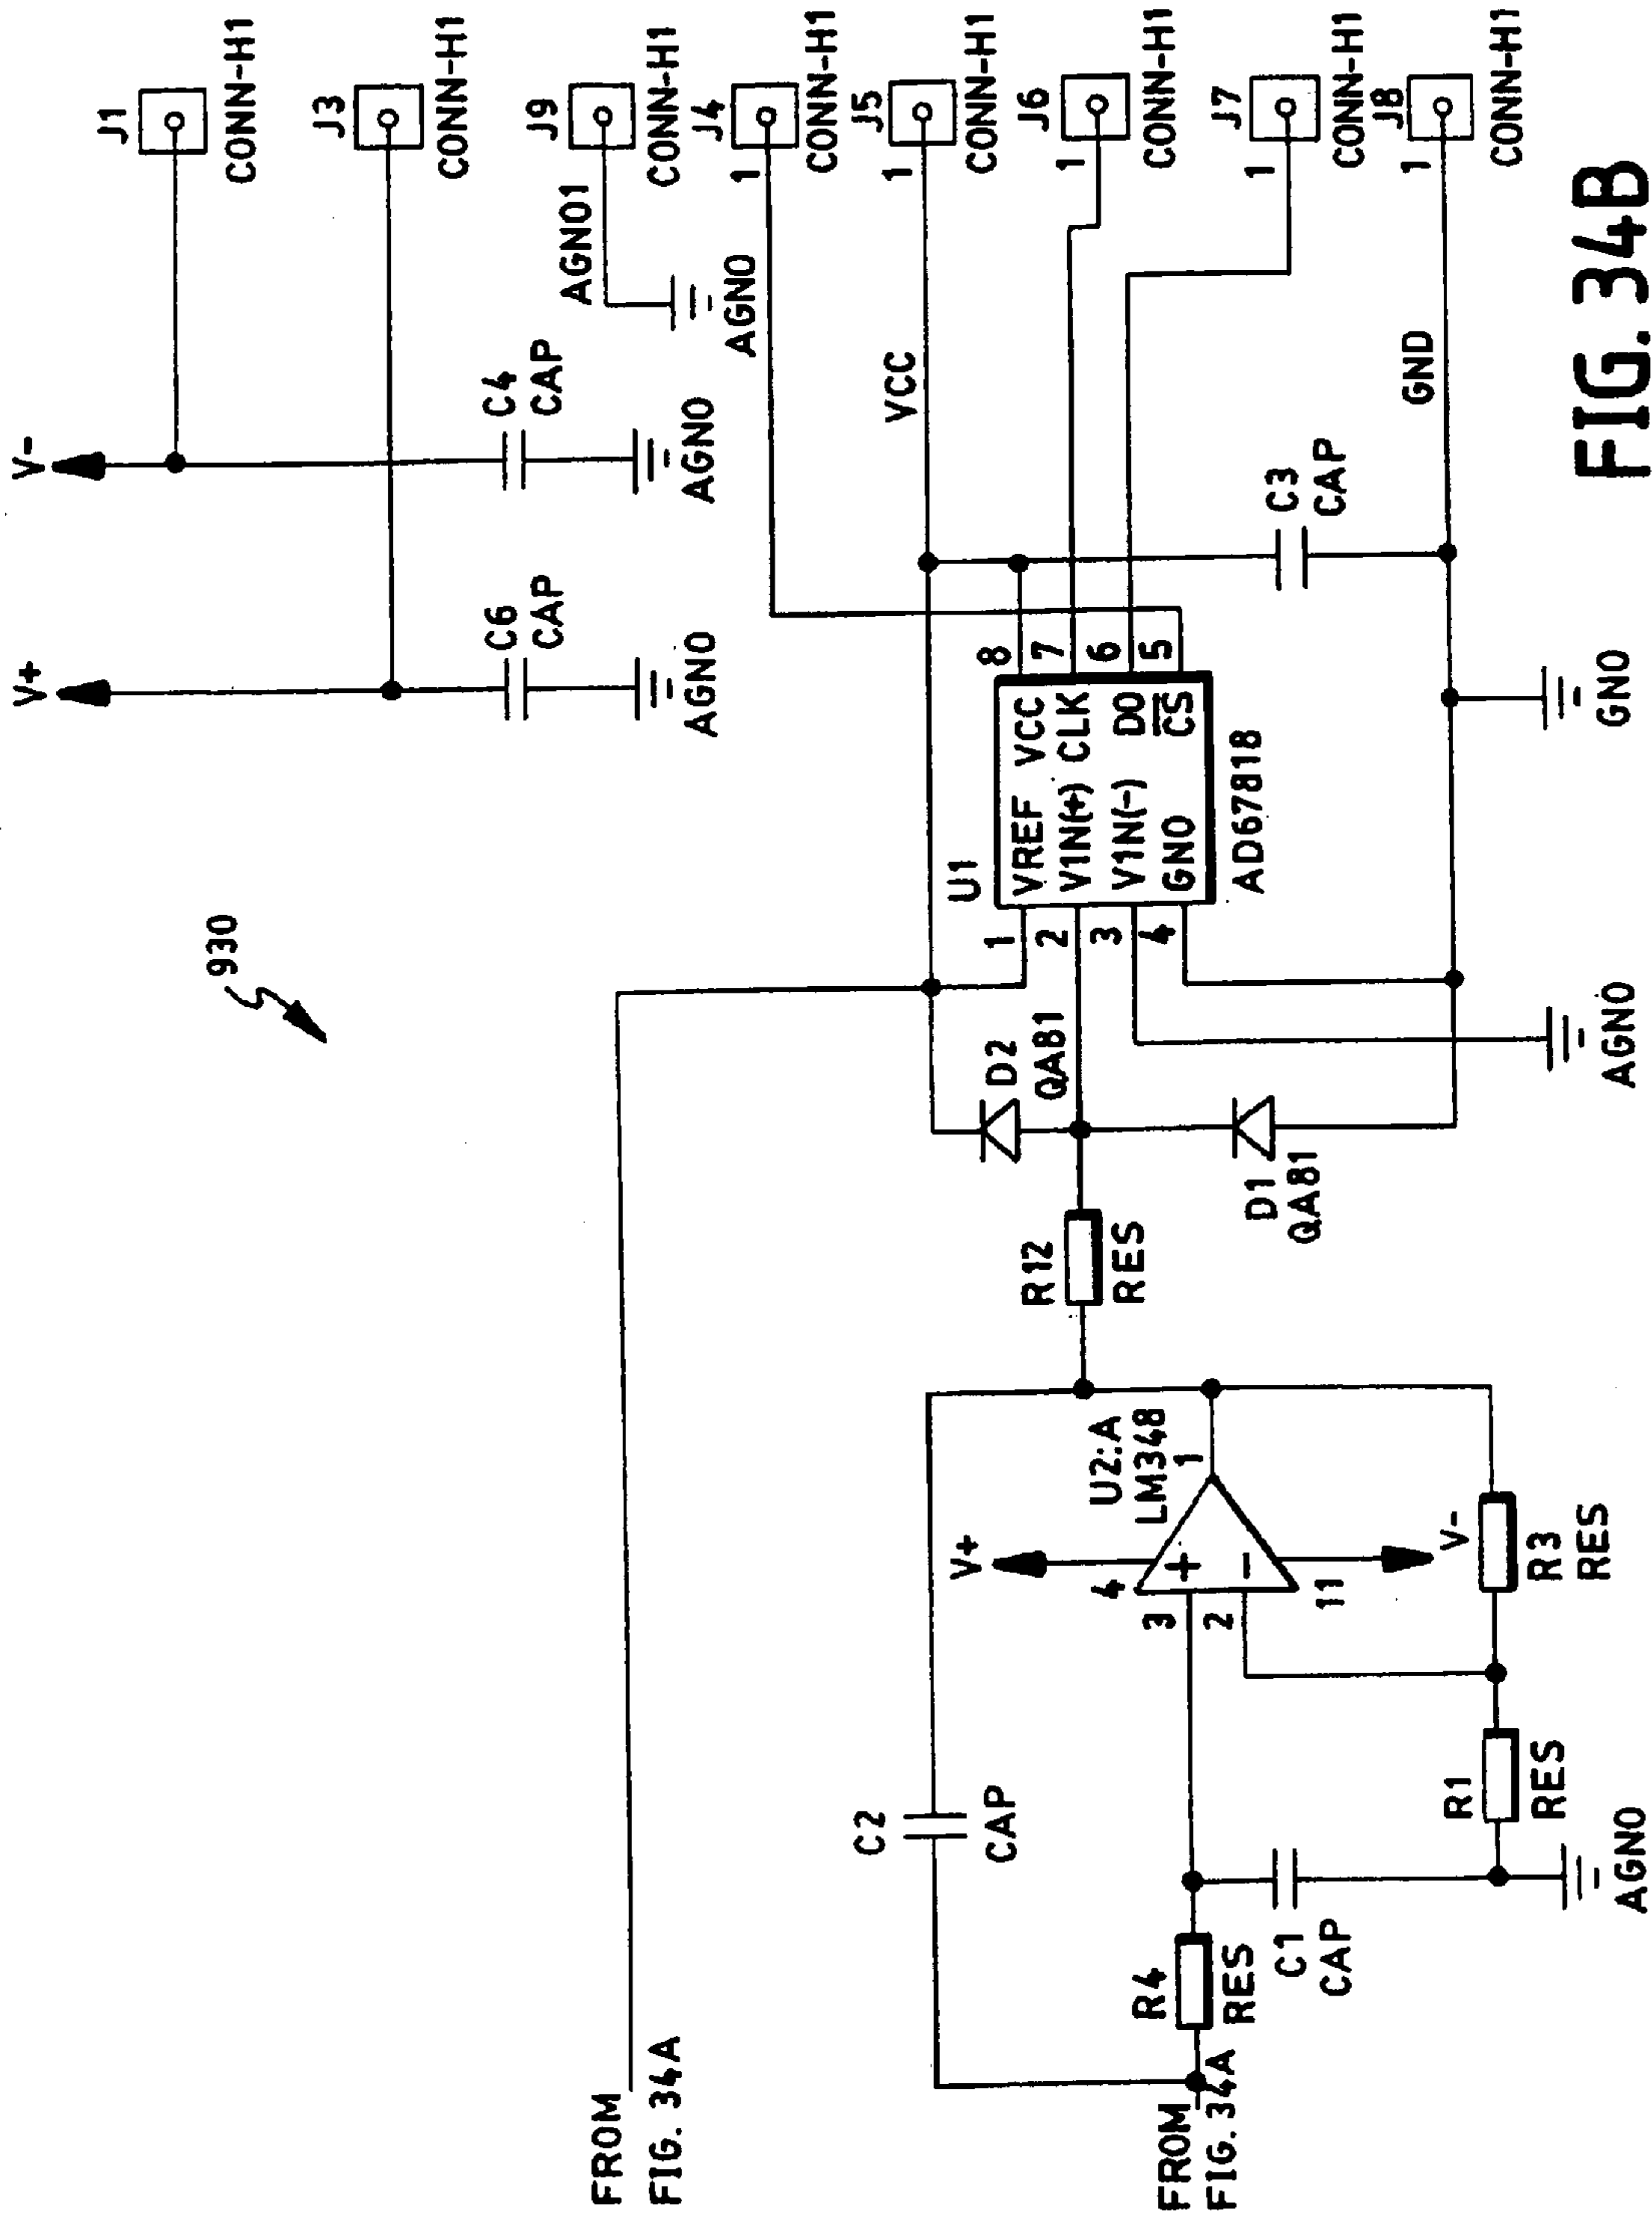 930
V+
V-
J1
CONN-H1
J3
CONN-H1
C6
CAP
AGNO
C4
CAP
AGNO
AGNO1
AGNO
J9
CONN-H1
FROM
FIG. 34A
J4
1
CONN-H1
VCC
J5
1
CONN-H1
J6
1
CONN-H1
J7
1
CONN-H1
GND
J8
1
CONN-H1
C2
CAP
FROM
FIG. 34A
R4
RES
C1
CAP
R1
RES
AGNO
V+
4
3
2
11
V-
U2:A
LM348
1
R3
RES
R12
RES
D2
QAB1
D1
QA81
U1
1
2
3
4
VREF VCC
V1N(+) CLK
V1N(-) DO
GNO CS
8
7
6
5
AD67818
AGNO
GNO
C3
CAP
FIG. 34B